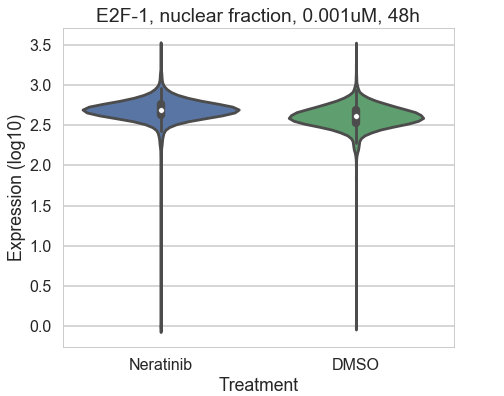 E2F-1, nuclear fraction, 0.001uM, 48h
Expression (log10)
3.5
3.0
2.5
2.0
1.5
1.0
0.5
0.0
Neratinib DMSO
Treatment